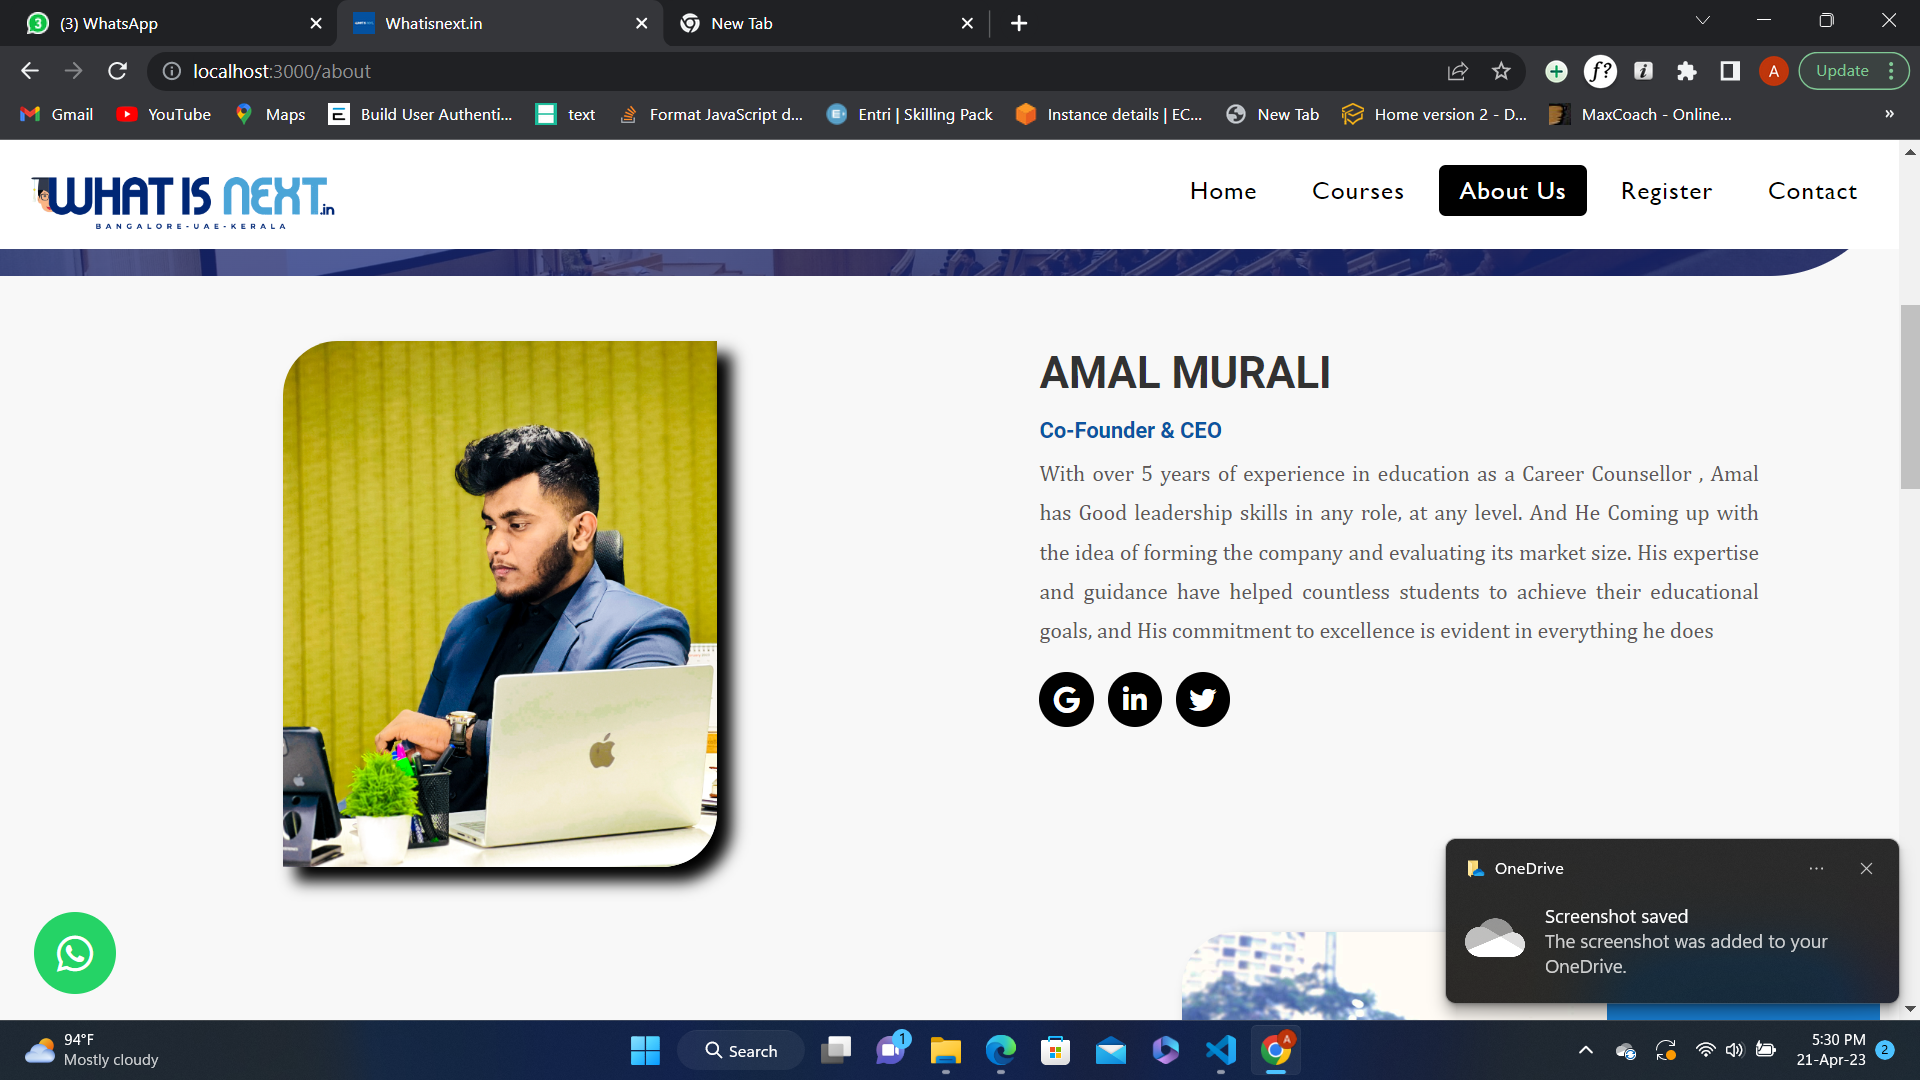 (3) WhatsApp
Whatisnext.in
New Tab
localhost:3000/about
f?
i
A
Update
Gmail
YouTube
Maps
Build User Authenti...
text
Format JavaScript d...
Entri | Skilling Pack
Instance details | EC...
New Tab
Home version 2 - D...
MaxCoach - Online...
»
WHAT IS NEXT.in
BANGALORE-UAE-KERALA
Home
Courses
About Us
Register
Contact
AMAL MURALI
Co-Founder & CEO
With over 5 years of experience in education as a Career Counsellor , Amal
has Good leadership skills in any role, at any level. And He Coming up with
the idea of forming the company and evaluating its market size. His expertise
and guidance have helped countless students to achieve their educational
goals, and His commitment to excellence is evident in everything he does
G
in
OneDrive
Screenshot saved
The screenshot was added to your
OneDrive.
94°F
Mostly cloudy
Search
1
A
5:30 PM
21-Apr-23
2